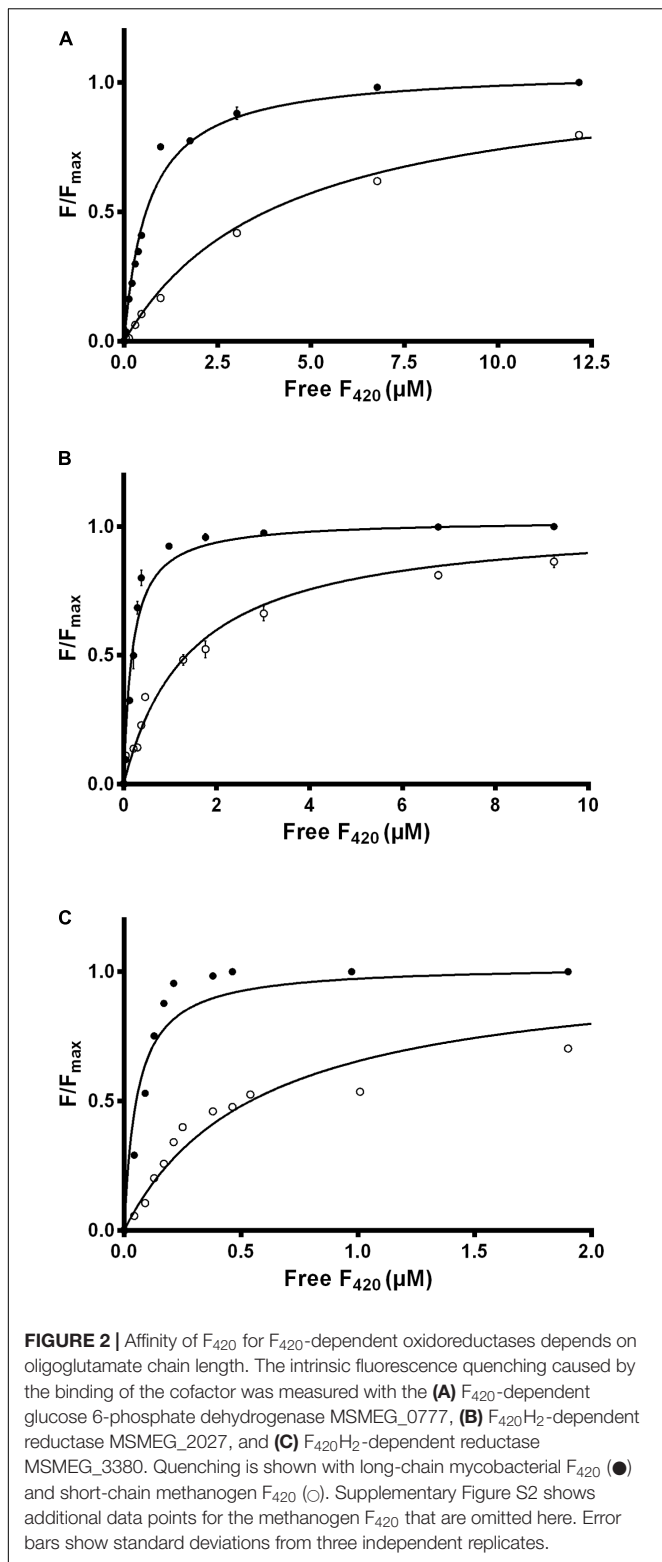 A
1.0
0.5
0.0
F/Fmax
0.0 2.5 5.0 7.5 10.0 12.5
Free F420 (µM)
B
1.0
0.5
0.0
F/Fmax
0 2 4 6 8 10
Free F420 (µM)
C
1.0
0.5
0.0
F/Fmax
0.0 0.5 1.0 1.5 2.0
Free F420 (µM)
FIGURE 2 | Affinity of F420 for F420-dependent oxidoreductases depends on
oligoglutamate chain length. The intrinsic fluorescence quenching caused by
the binding of the cofactor was measured with the (A) F420-dependent
glucose 6-phosphate dehydrogenase MSMEG_0777, (B) F420H2-dependent
reductase MSMEG_2027, and (C) F420H2-dependent reductase
MSMEG_3380. Quenching is shown with long-chain mycobacterial F420 (●)
and short-chain methanogen F420 (○). Supplementary Figure S2 shows
additional data points for the methanogen F420 that are omitted here. Error
bars show standard deviations from three independent replicates.